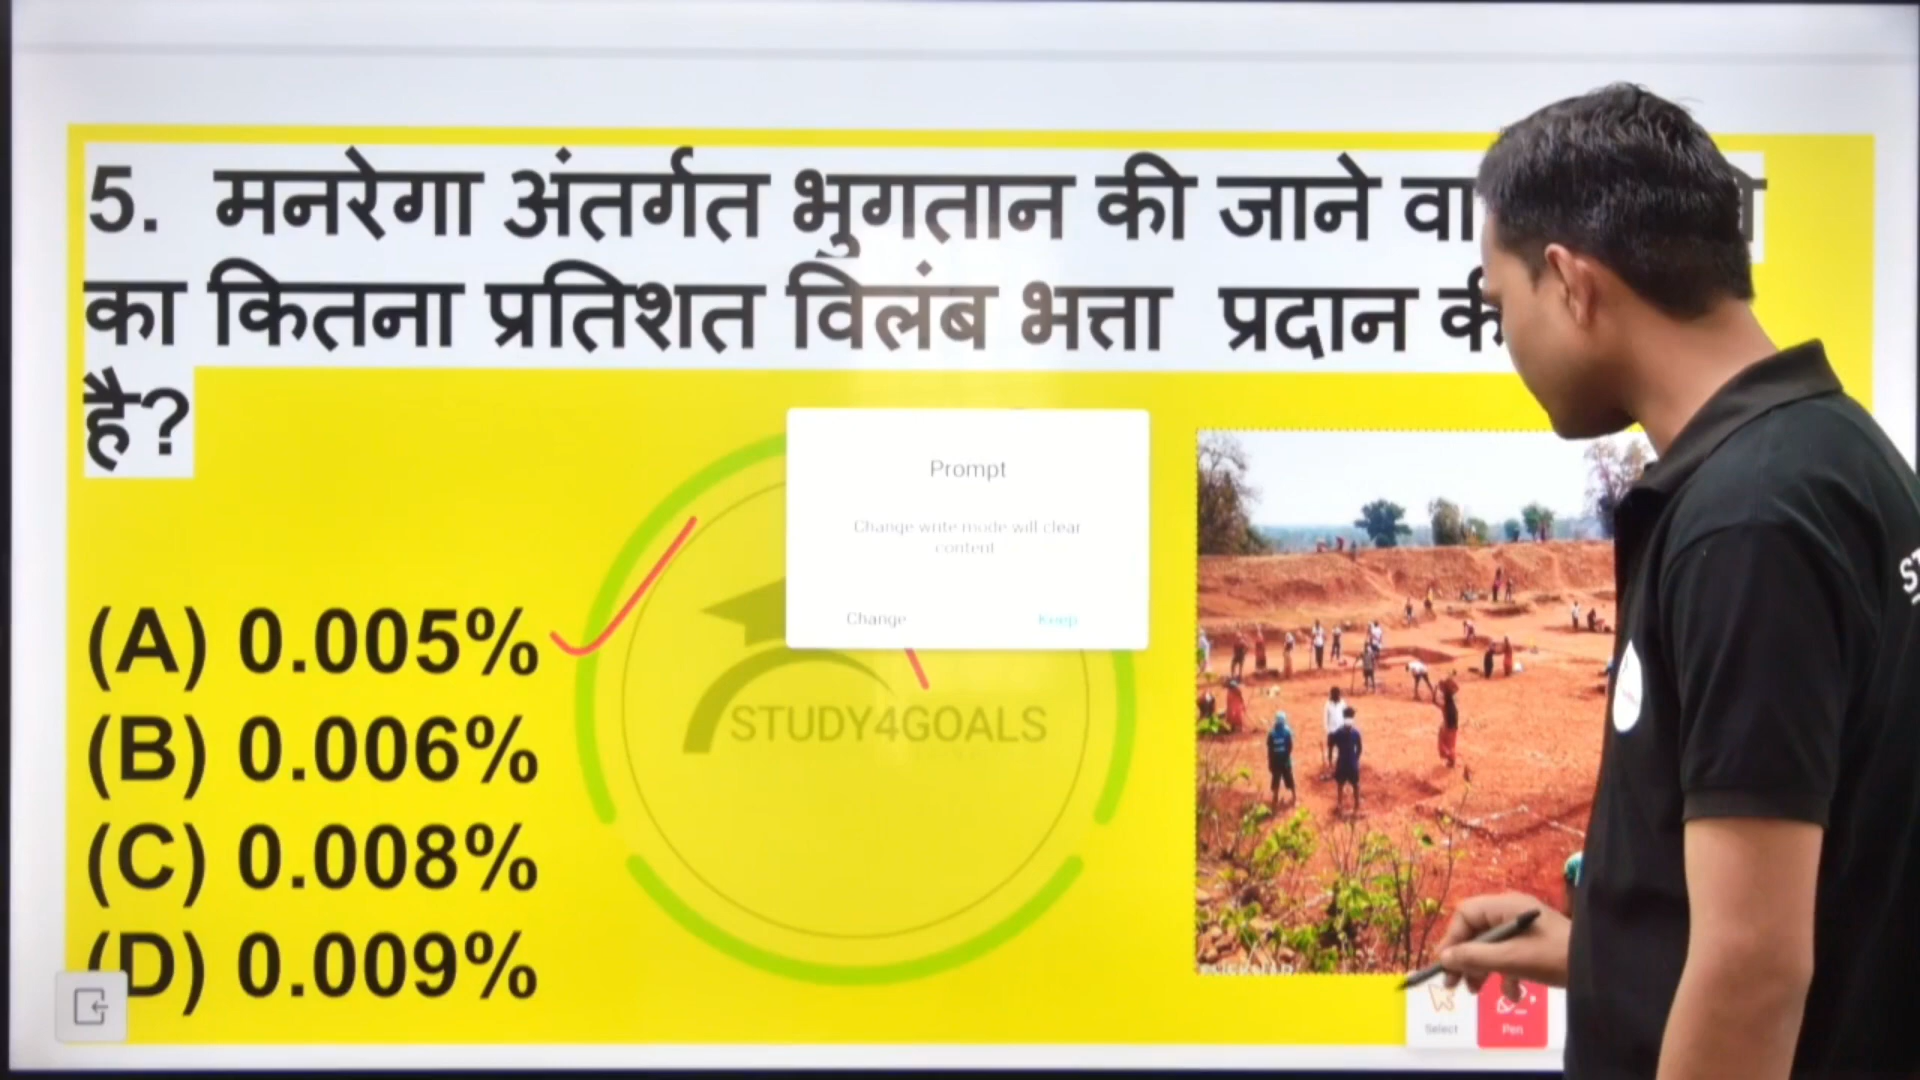 5. मनरेगा अंतर्गत भुगतान की जाने
का कितना प्रतिशत विलंब भत्ता प्रदान की
है?
Prompt
Change write mode will clear
content
Change Keep
(A) 0.005%
(B) 0.006%
(C) 0.008%
(D) 0.009%
STUDY4GOALS
Select
Pen